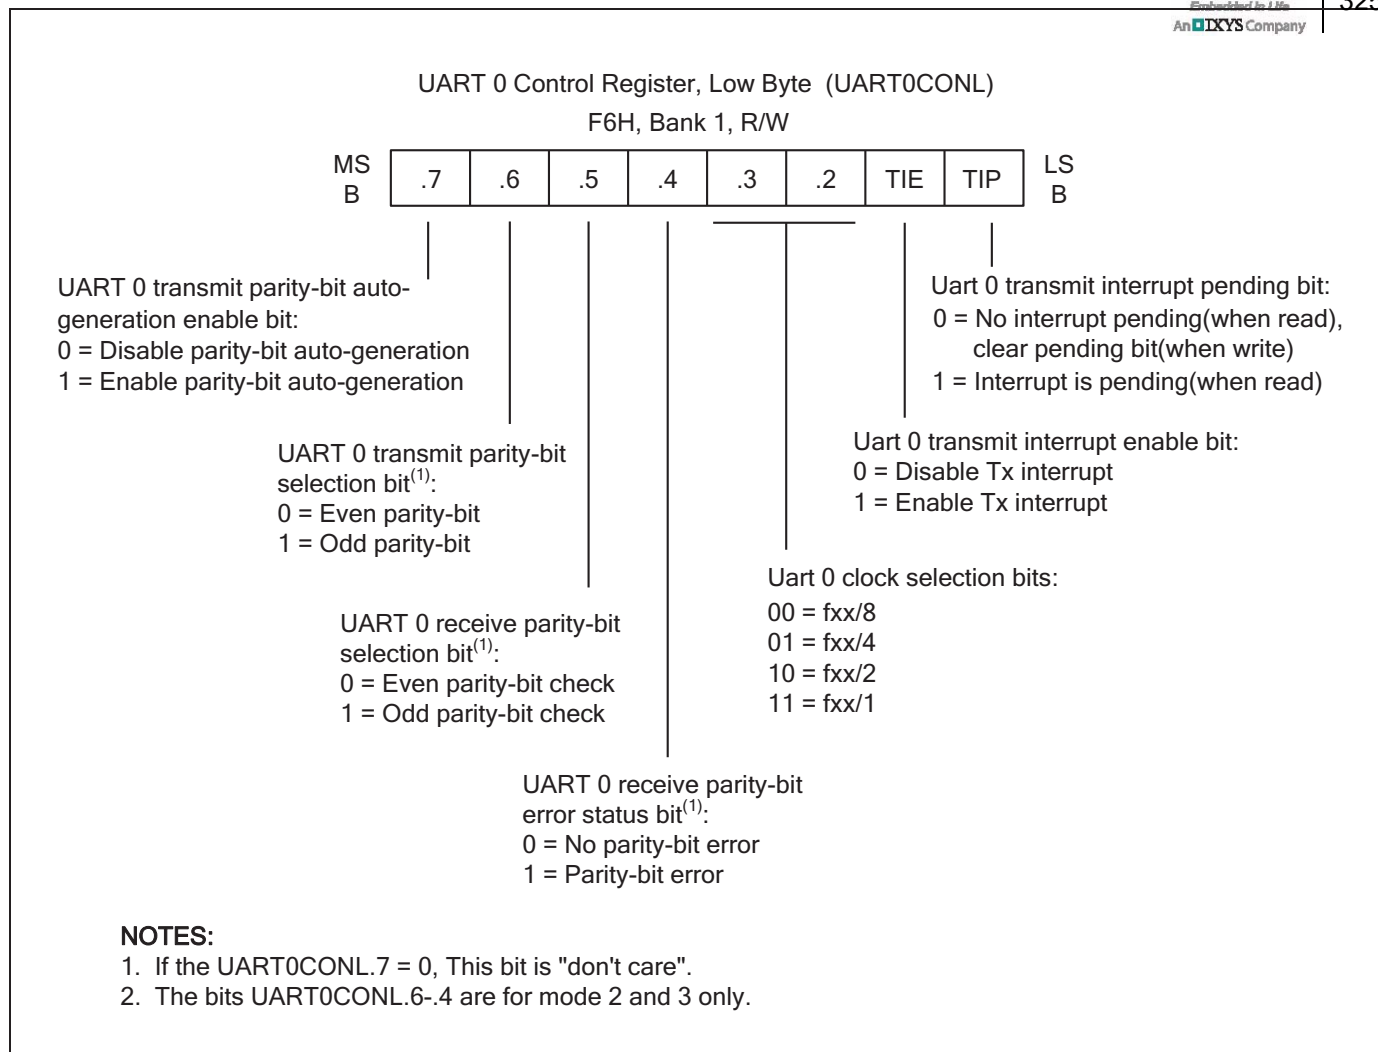 Embedded in Life
An IXYS Company
325
UART 0 Control Register, Low Byte (UART0CONL)
F6H, Bank 1, R/W
MS
B
.7 .6 .5 .4 .3 .2 TIE TIP
LS
B
UART 0 transmit parity-bit auto-
generation enable bit:
0 = Disable parity-bit auto-generation
1 = Enable parity-bit auto-generation
Uart 0 transmit interrupt pending bit:
0 = No interrupt pending(when read),
clear pending bit(when write)
1 = Interrupt is pending(when read)
UART 0 transmit parity-bit
selection bit(1):
0 = Even parity-bit
1 = Odd parity-bit
Uart 0 transmit interrupt enable bit:
0 = Disable Tx interrupt
1 = Enable Tx interrupt
UART 0 receive parity-bit
selection bit(1):
0 = Even parity-bit check
1 = Odd parity-bit check
Uart 0 clock selection bits:
00 = fxx/8
01 = fxx/4
10 = fxx/2
11 = fxx/1
UART 0 receive parity-bit
error status bit(1):
0 = No parity-bit error
1 = Parity-bit error
NOTES:
1. If the UART0CONL.7 = 0, This bit is "don't care".
2. The bits UART0CONL.6-.4 are for mode 2 and 3 only.